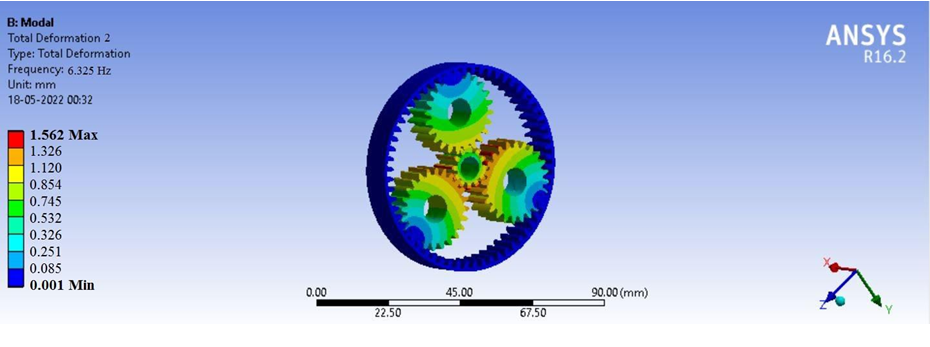 B: Modal
Total Deformation 2
Type: Total Deformation
Frequency: 6.325 Hz
Unit: mm
18-05-2022 00:32
1.562 Max
1.326
1.120
0.854
0.745
0.532
0.326
0.251
0.085
0.001 Min
ANSYS
R16.2
0.00 45.00 90.00 (mm)
22.50 67.50
X
Z Y